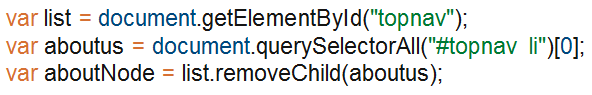 var list = document.getElementById("topnav");
var aboutus = document.querySelectorAll("#topnav li")[0];
var aboutNode = list.removeChild(aboutus);